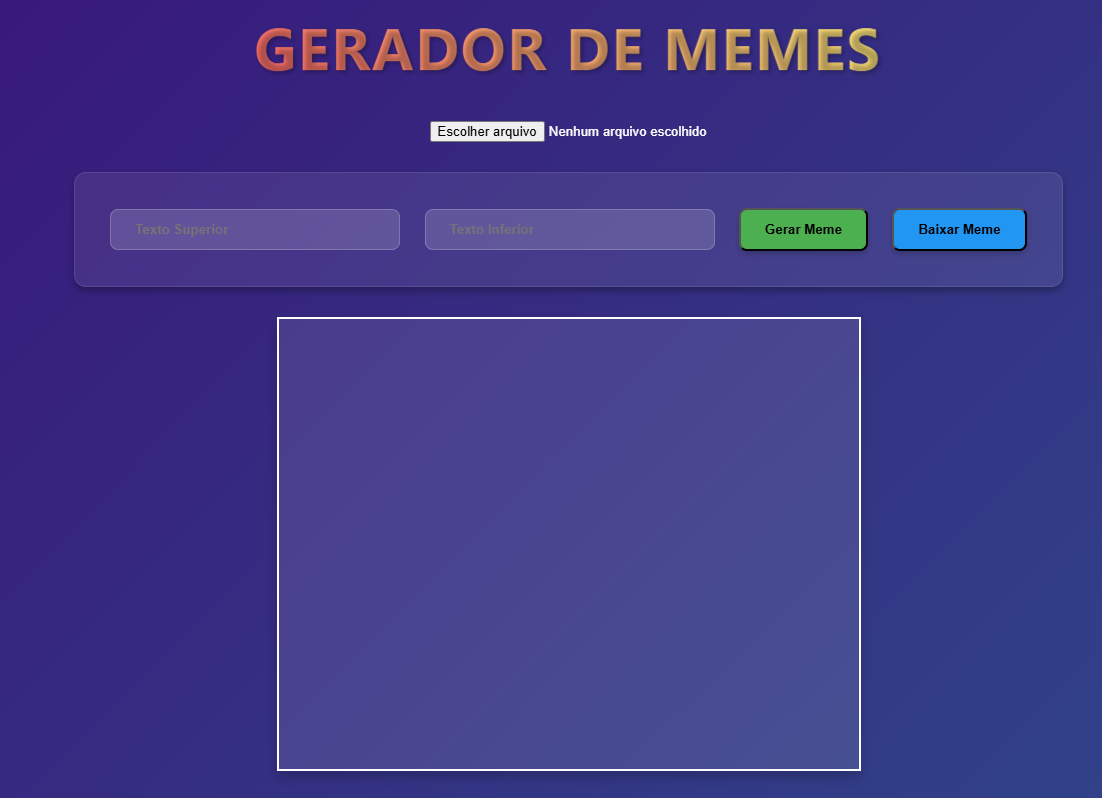 GERADOR DE MEMES
Escolher arquivo Nenhum arquivo escolhido
Texto Superior Texto Inferior Gerar Meme Baixar Meme